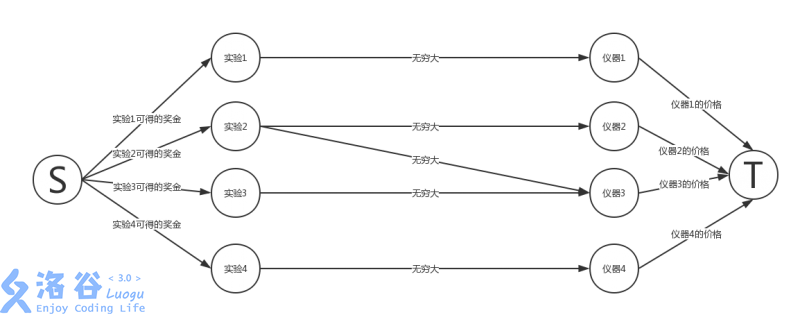 实验1
无穷大
仪器1
实验1可得的奖金
仪器1的价格
实验2
无穷大
仪器2
实验2可得的奖金
无穷大
仪器2的价格
S
T
实验3可得的奖金
实验3
无穷大
仪器3
仪器3的价格
实验4可得的奖金
仪器4的价格
实验4
无穷大
仪器4
洛谷
< 3.0 >
Luogu
Enjoy Coding Life